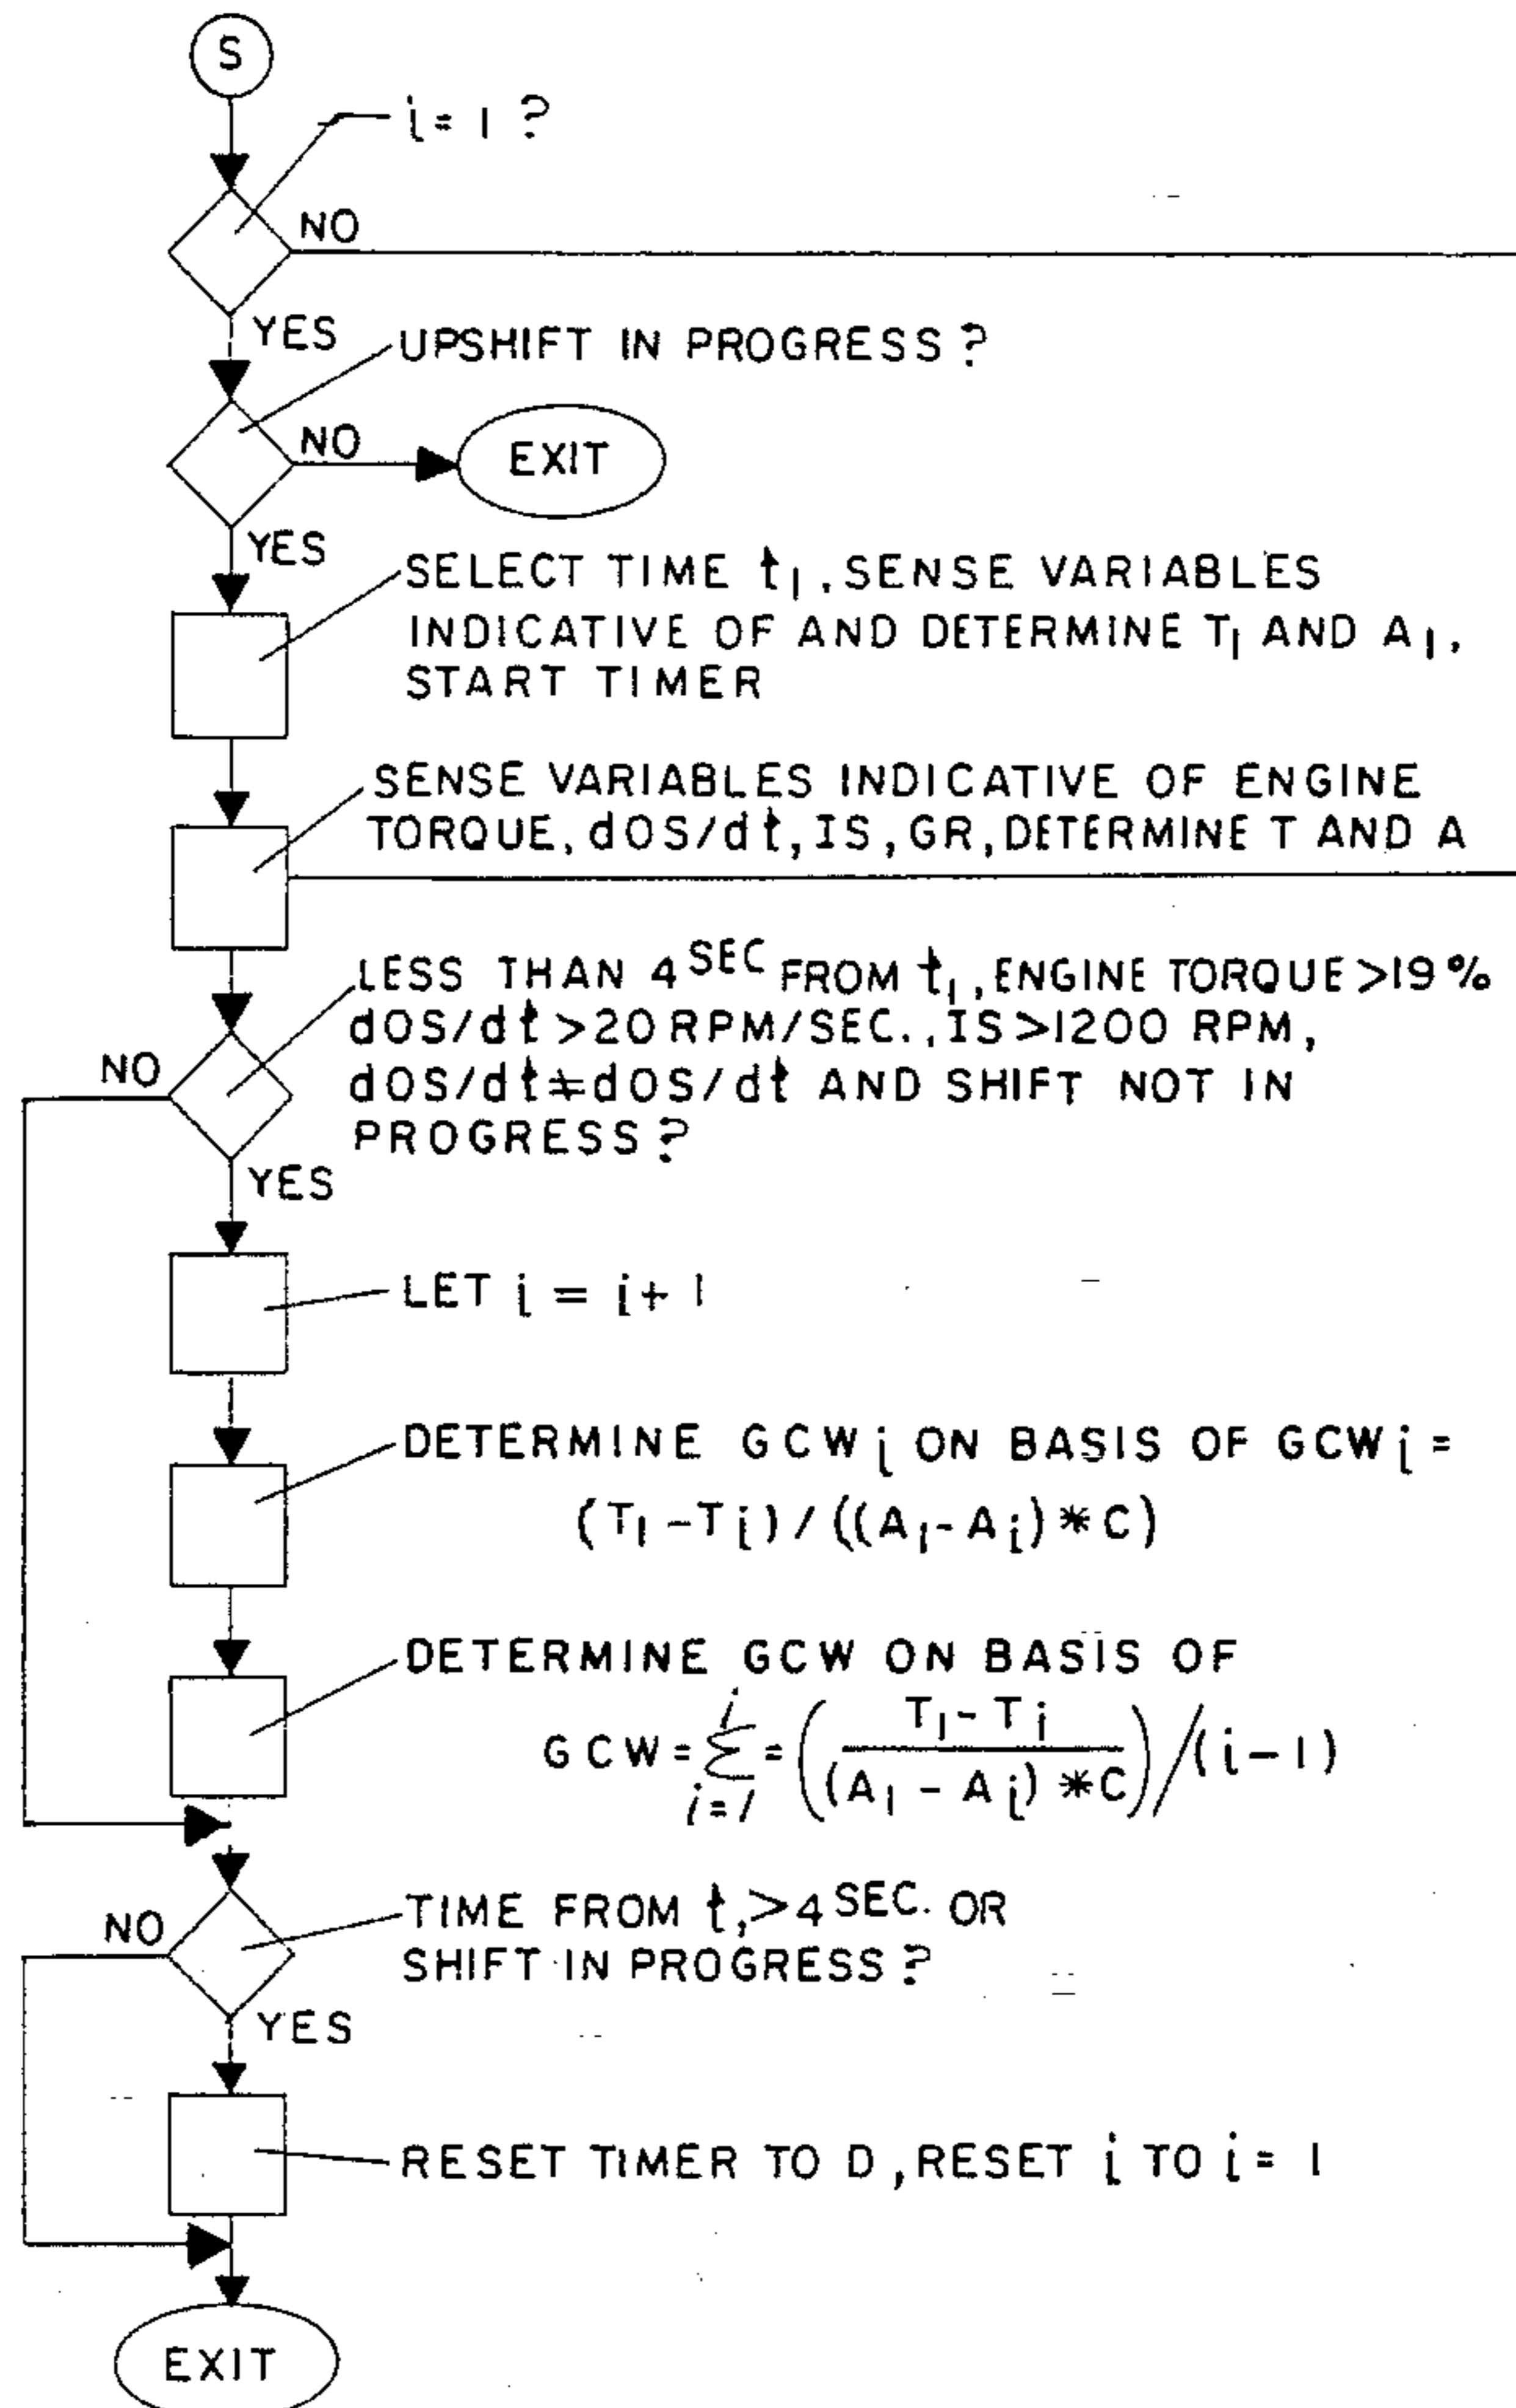 S
i = 1 ?
NO
YES
UPSHIFT IN PROGRESS ?
NO
EXIT
YES
SELECT TIME t1, SENSE VARIABLES
INDICATIVE OF AND DETERMINE T1 AND A1,
START TIMER
SENSE VARIABLES INDICATIVE OF ENGINE
TORQUE, dOS/dt, IS, GR, DETERMINE T AND A
LESS THAN 4 SEC FROM t1, ENGINE TORQUE >19 %
dOS/dt >20 RPM/SEC., IS >1200 RPM,
dOS/dt ≠ dOS/dt AND SHIFT NOT IN
PROGRESS ?
NO
YES
LET i = i + 1
DETERMINE GCWi ON BASIS OF GCWi =
(T1 - Ti) / ((A1 - Ai) * C)
DETERMINE GCW ON BASIS OF
GCW = i Σ i=1 = ( T1 - Ti / (A1 - Ai) * C ) / (i - 1)
TIME FROM t, >4 SEC. OR
SHIFT IN PROGRESS ?
NO
YES
RESET TIMER TO D, RESET i TO i = 1
EXIT